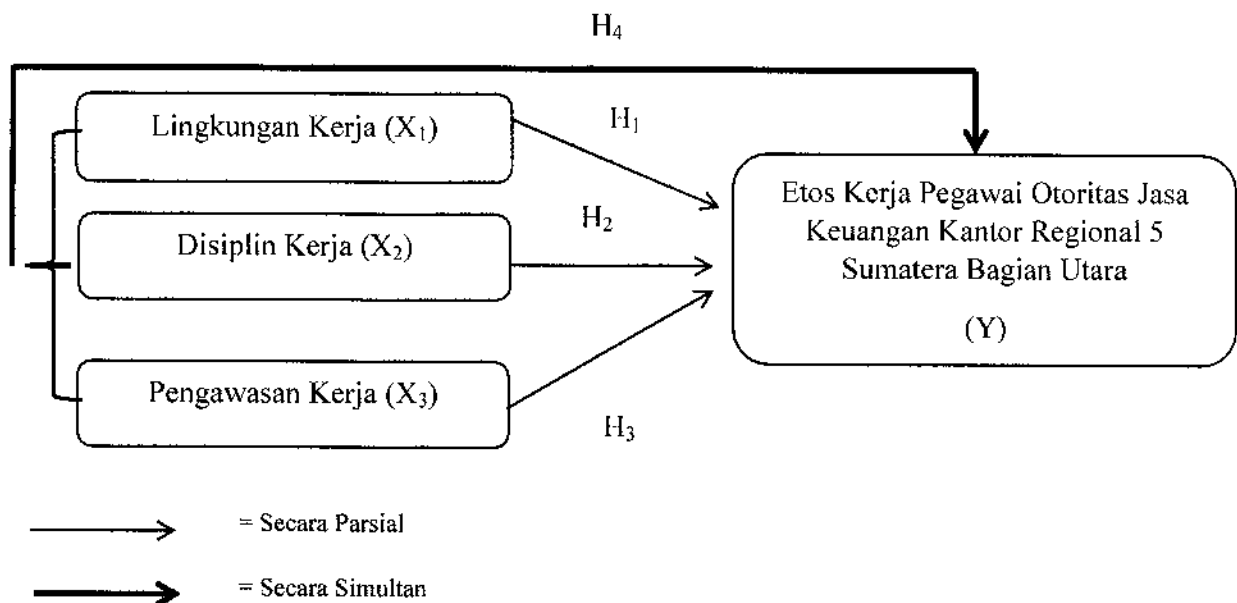 H₄
Lingkungan Kerja (X₁)
H₁
Disiplin Kerja (X₂)
H₂
Pengawasan Kerja (X₃)
H₃
Etos Kerja Pegawai Otoritas Jasa
Keuangan Kantor Regional 5
Sumatera Bagian Utara
(Y)
= Secara Parsial
= Secara Simultan